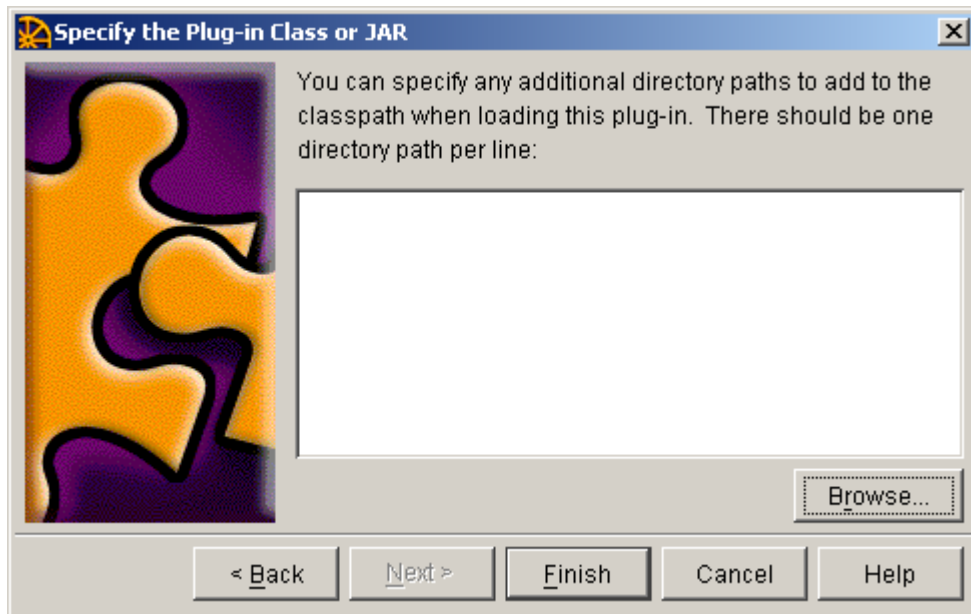 Specify the Plug-in Class or JAR
You can specify any additional directory paths to add to the
classpath when loading this plug-in.  There should be one
directory path per line:
Browse...
< Back
Next >
Finish
Cancel
Help